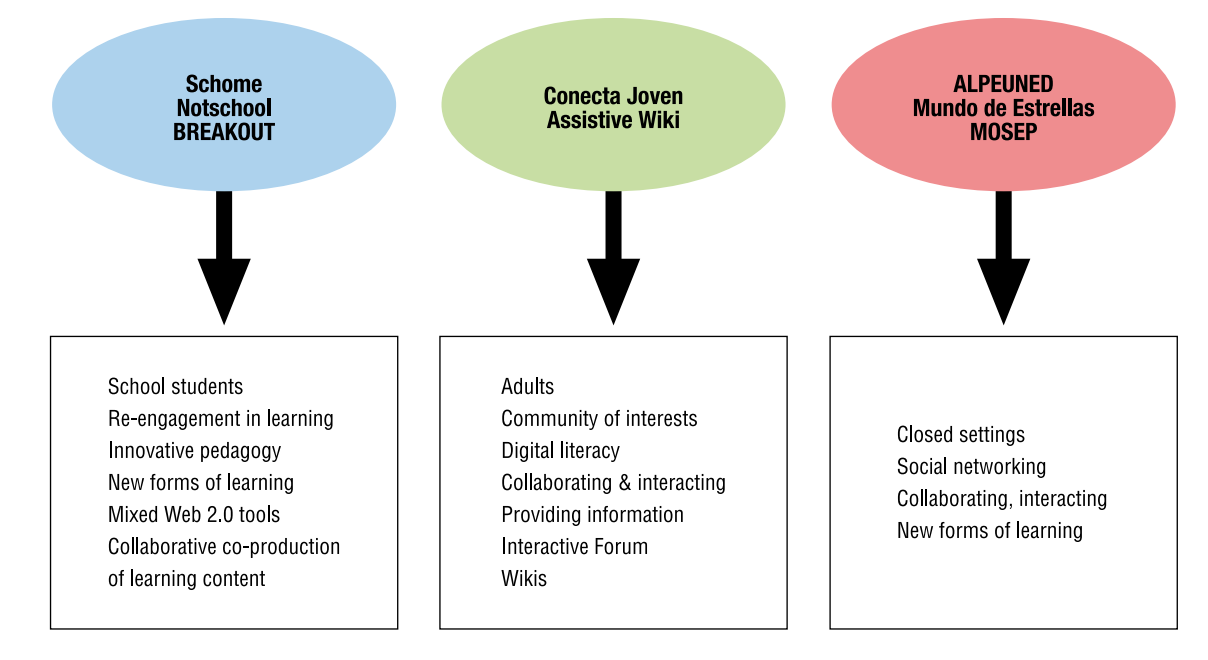 Schome
Notschool
BREAKOUT
Conecta Joven
Assistive Wiki
ALPEUNED
Mundo de Estrellas
MOSEP
School students
Re-engagement in learning
Innovative pedagogy
New forms of learning
Mixed Web 2.0 tools
Collaborative co-production
of learning content
Adults
Community of interests
Digital literacy
Collaborating & interacting
Providing information
Interactive Forum
Wikis
Closed settings
Social networking
Collaborating, interacting
New forms of learning